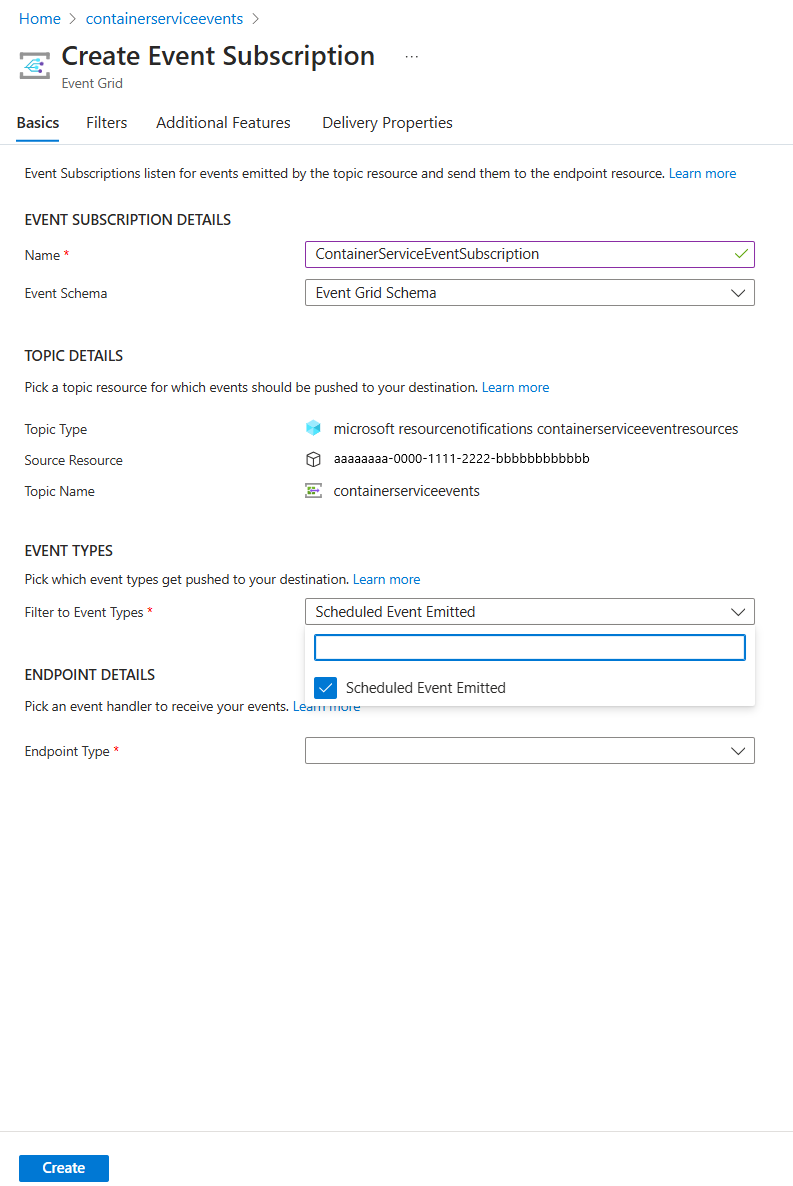 Home > containerserviceevents >
Create Event Subscription ...
Event Grid
Basics Filters Additional Features Delivery Properties
Event Subscriptions listen for events emitted by the topic resource and send them to the endpoint resource. Learn more
EVENT SUBSCRIPTION DETAILS
Name * ContainerServiceEventSubscription
Event Schema Event Grid Schema
TOPIC DETAILS
Pick a topic resource for which events should be pushed to your destination. Learn more
Topic Type microsoft resourcenotifications containerserviceeventresources
Source Resource aaaaaaaa-0000-1111-2222-bbbbbbbbbbbb
Topic Name containerserviceevents
EVENT TYPES
Pick which event types get pushed to your destination. Learn more
Filter to Event Types * Scheduled Event Emitted
ENDPOINT DETAILS
Scheduled Event Emitted
Pick an event handler to receive your events. Learn more
Endpoint Type *
Create